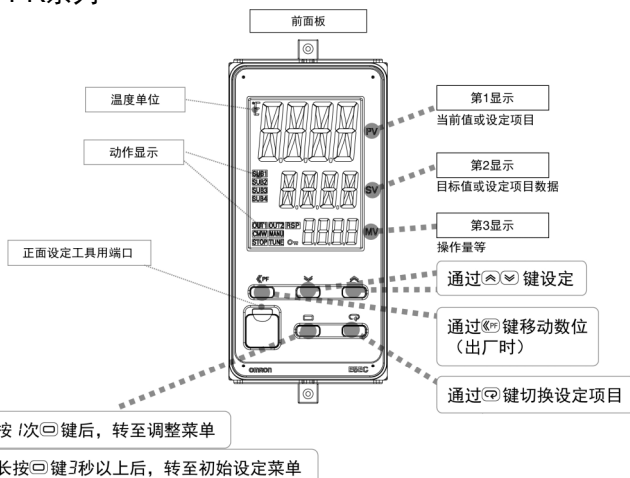 前面板
温度单位
第1显示
PV
当前值或设定项目
动作显示
SUB1
SUB2
SUB3
SUB4
第2显示
SV
目标值或设定项目数据
OUT1 OUT2 RSP
CMW MANU
STOP TUNE
第3显示
MV
操作量等
正面设定工具用端口
PF
通过 键设定
通过 PF 键移动数位
（出厂时）
omron E5EC
通过 键切换设定项目
按1次 键后，转至调整菜单
长按 键3秒以上后，转至初始设定菜单